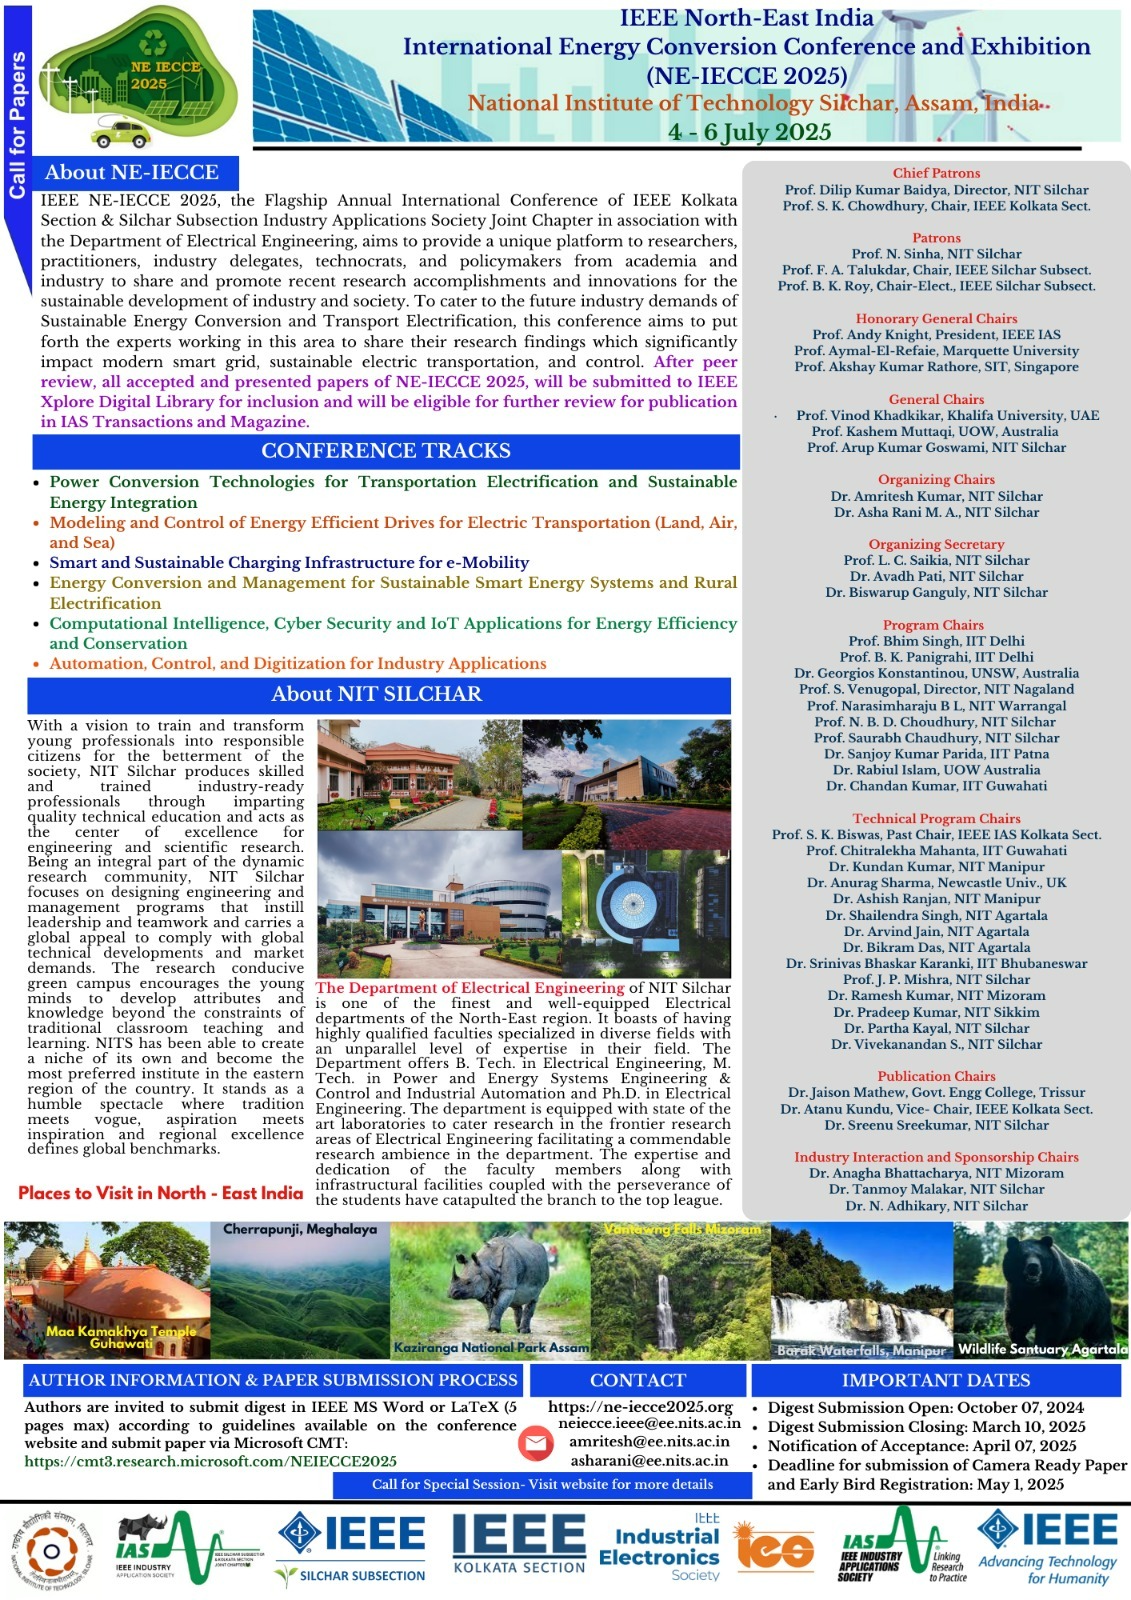 Call for Papers
NE IECCE
2025
IEEE North-East India
International Energy Conversion Conference and Exhibition
(NE-IECCE 2025)
National Institute of Technology Silchar, Assam, India
4 - 6 July 2025
About NE-IECCE
IEEE NE-IECCE 2025, the Flagship Annual International Conference of IEEE Kolkata
Section & Silchar Subsection Industry Applications Society Joint Chapter in association with
the Department of Electrical Engineering, aims to provide a unique platform to researchers,
practitioners, industry delegates, technocrats, and policymakers from academia and
industry to share and promote recent research accomplishments and innovations for the
sustainable development of industry and society. To cater to the future industry demands of
Sustainable Energy Conversion and Transport Electrification, this conference aims to put
forth the experts working in this area to share their research findings which significantly
impact modern smart grid, sustainable electric transportation, and control. After peer
review, all accepted and presented papers of NE-IECCE 2025, will be submitted to IEEE
Xplore Digital Library for inclusion and will be eligible for further review for publication
in IAS Transactions and Magazine.
CONFERENCE TRACKS
• Power Conversion Technologies for Transportation Electrification and Sustainable
Energy Integration
• Modeling and Control of Energy Efficient Drives for Electric Transportation (Land, Air,
and Sea)
• Smart and Sustainable Charging Infrastructure for e-Mobility
• Energy Conversion and Management for Sustainable Smart Energy Systems and Rural
Electrification
• Computational Intelligence, Cyber Security and IoT Applications for Energy Efficiency
and Conservation
• Automation, Control, and Digitization for Industry Applications
About NIT SILCHAR
With a vision to train and transform
young professionals into responsible
citizens for the betterment of the
society, NIT Silchar produces skilled
and trained industry-ready
professionals through imparting
quality technical education and acts as
the center of excellence for
engineering and scientific research.
Being an integral part of the dynamic
research community, NIT Silchar
focuses on designing engineering and
management programs that instill
leadership and teamwork and carries a
global appeal to comply with global
technical developments and market
demands. The research conducive
green campus encourages the young
minds to develop attributes and
knowledge beyond the constraints of
traditional classroom teaching and
learning. NITS has been able to create
a niche of its own and become the
most preferred institute in the eastern
region of the country. It stands as a
humble spectacle where tradition
meets vogue, aspiration meets
inspiration and regional excellence
defines global benchmarks.
The Department of Electrical Engineering of NIT Silchar
is one of the finest and well-equipped Electrical
departments of the North-East region. It boasts of having
highly qualified faculties specialized in diverse fields with
an unparallel level of expertise in their field. The
Department offers B. Tech. in Electrical Engineering, M.
Tech. in Power and Energy Systems Engineering &
Control and Industrial Automation and Ph.D. in Electrical
Engineering. The department is equipped with state of the
art laboratories to cater research in the frontier research
areas of Electrical Engineering facilitating a commendable
research ambience in the department. The expertise and
dedication of the faculty members along with
infrastructural facilities coupled with the perseverance of
the students have catapulted the branch to the top league.
Chief Patrons
Prof. Dilip Kumar Baidya, Director, NIT Silchar
Prof. S. K. Chowdhury, Chair, IEEE Kolkata Sect.
Patrons
Prof. N. Sinha, NIT Silchar
Prof. F. A. Talukdar, Chair, IEEE Silchar Subsect.
Prof. B. K. Roy, Chair-Elect., IEEE Silchar Subsect.
Honorary General Chairs
Prof. Andy Knight, President, IEEE IAS
Prof. Aymal-El-Refaie, Marquette University
Prof. Akshay Kumar Rathore, SIT, Singapore
General Chairs
· Prof. Vinod Khadkikar, Khalifa University, UAE
Prof. Kashem Muttaqi, UOW, Australia
Prof. Arup Kumar Goswami, NIT Silchar
Organizing Chairs
Dr. Amritesh Kumar, NIT Silchar
Dr. Asha Rani M. A., NIT Silchar
Organizing Secretary
Prof. L. C. Saikia, NIT Silchar
Dr. Avadh Pati, NIT Silchar
Dr. Biswarup Ganguly, NIT Silchar
Program Chairs
Prof. Bhim Singh, IIT Delhi
Prof. B. K. Panigrahi, IIT Delhi
Dr. Georgios Konstantinou, UNSW, Australia
Prof. S. Venugopal, Director, NIT Nagaland
Prof. Narasimharaju B L, NIT Warrangal
Prof. N. B. D. Choudhury, NIT Silchar
Prof. Saurabh Chaudhury, NIT Silchar
Dr. Sanjoy Kumar Parida, IIT Patna
Dr. Rabiul Islam, UOW Australia
Dr. Chandan Kumar, IIT Guwahati
Technical Program Chairs
Prof. S. K. Biswas, Past Chair, IEEE IAS Kolkata Sect.
Prof. Chitralekha Mahanta, IIT Guwahati
Dr. Kundan Kumar, NIT Manipur
Dr. Anurag Sharma, Newcastle Univ., UK
Dr. Ashish Ranjan, NIT Manipur
Dr. Shailendra Singh, NIT Agartala
Dr. Arvind Jain, NIT Agartala
Dr. Bikram Das, NIT Agartala
Dr. Srinivas Bhaskar Karanki, IIT Bhubaneswar
Prof. J. P. Mishra, NIT Silchar
Dr. Ramesh Kumar, NIT Mizoram
Dr. Pradeep Kumar, NIT Sikkim
Dr. Partha Kayal, NIT Silchar
Dr. Vivekanandan S., NIT Silchar
Publication Chairs
Dr. Jaison Mathew, Govt. Engg College, Trissur
Dr. Atanu Kundu, Vice- Chair, IEEE Kolkata Sect.
Dr. Sreenu Sreekumar, NIT Silchar
Industry Interaction and Sponsorship Chairs
Dr. Anagha Bhattacharya, NIT Mizoram
Dr. Tanmoy Malakar, NIT Silchar
Dr. N. Adhikary, NIT Silchar
Places to Visit in North - East India
Maa Kamakhya Temple
Guhawati
Cherrapunji, Meghalaya
Kaziranga National Park Assam
Vantawng Falls Mizoram
Barak Waterfalls, Manipur
Wildlife Santuary Agartala
AUTHOR INFORMATION & PAPER SUBMISSION PROCESS
Authors are invited to submit digest in IEEE MS Word or LaTeX (5
pages max) according to guidelines available on the conference
website and submit paper via Microsoft CMT:
https://cmt3.research.microsoft.com/NEIECCE2025
CONTACT
https://ne-iecce2025.org
neiecce.ieee@ee.nits.ac.in
amritesh@ee.nits.ac.in
asharani@ee.nits.ac.in
Call for Special Session- Visit website for more details
IMPORTANT DATES
• Digest Submission Open: October 07, 2024
• Digest Submission Closing: March 10, 2025
• Notification of Acceptance: April 07, 2025
• Deadline for submission of Camera Ready Paper
and Early Bird Registration: May 1, 2025
IAS
IEEE INDUSTRY
APPLICATION SOCIETY
IEEE SILCHAR SUBSECTION
& KOLKATA SECTION
JOINT CHAPTER
IEEE
SILCHAR SUBSECTION
IEEE
KOLKATA SECTION
IEEE
Industrial
Electronics
Society
ies
IAS
IEEE INDUSTRY
APPLICATIONS
SOCIETY
Linking
Research
to Practice
IEEE
Advancing Technology
for Humanity